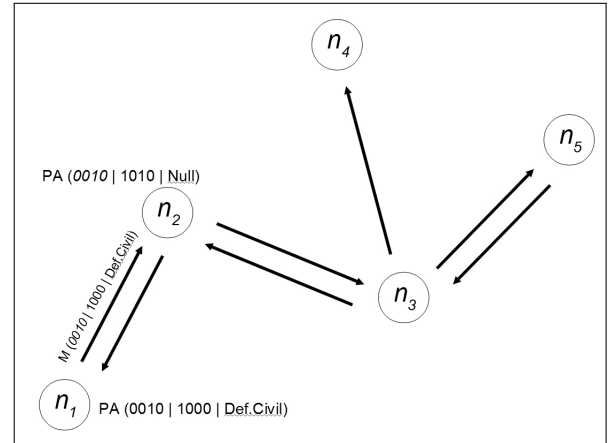 n4
n5
PA (0010 | 1010 | Null)
n2
M (0010 | 1000 | Def.Civil)
n3
n1
PA (0010 | 1000 | Def.Civil)